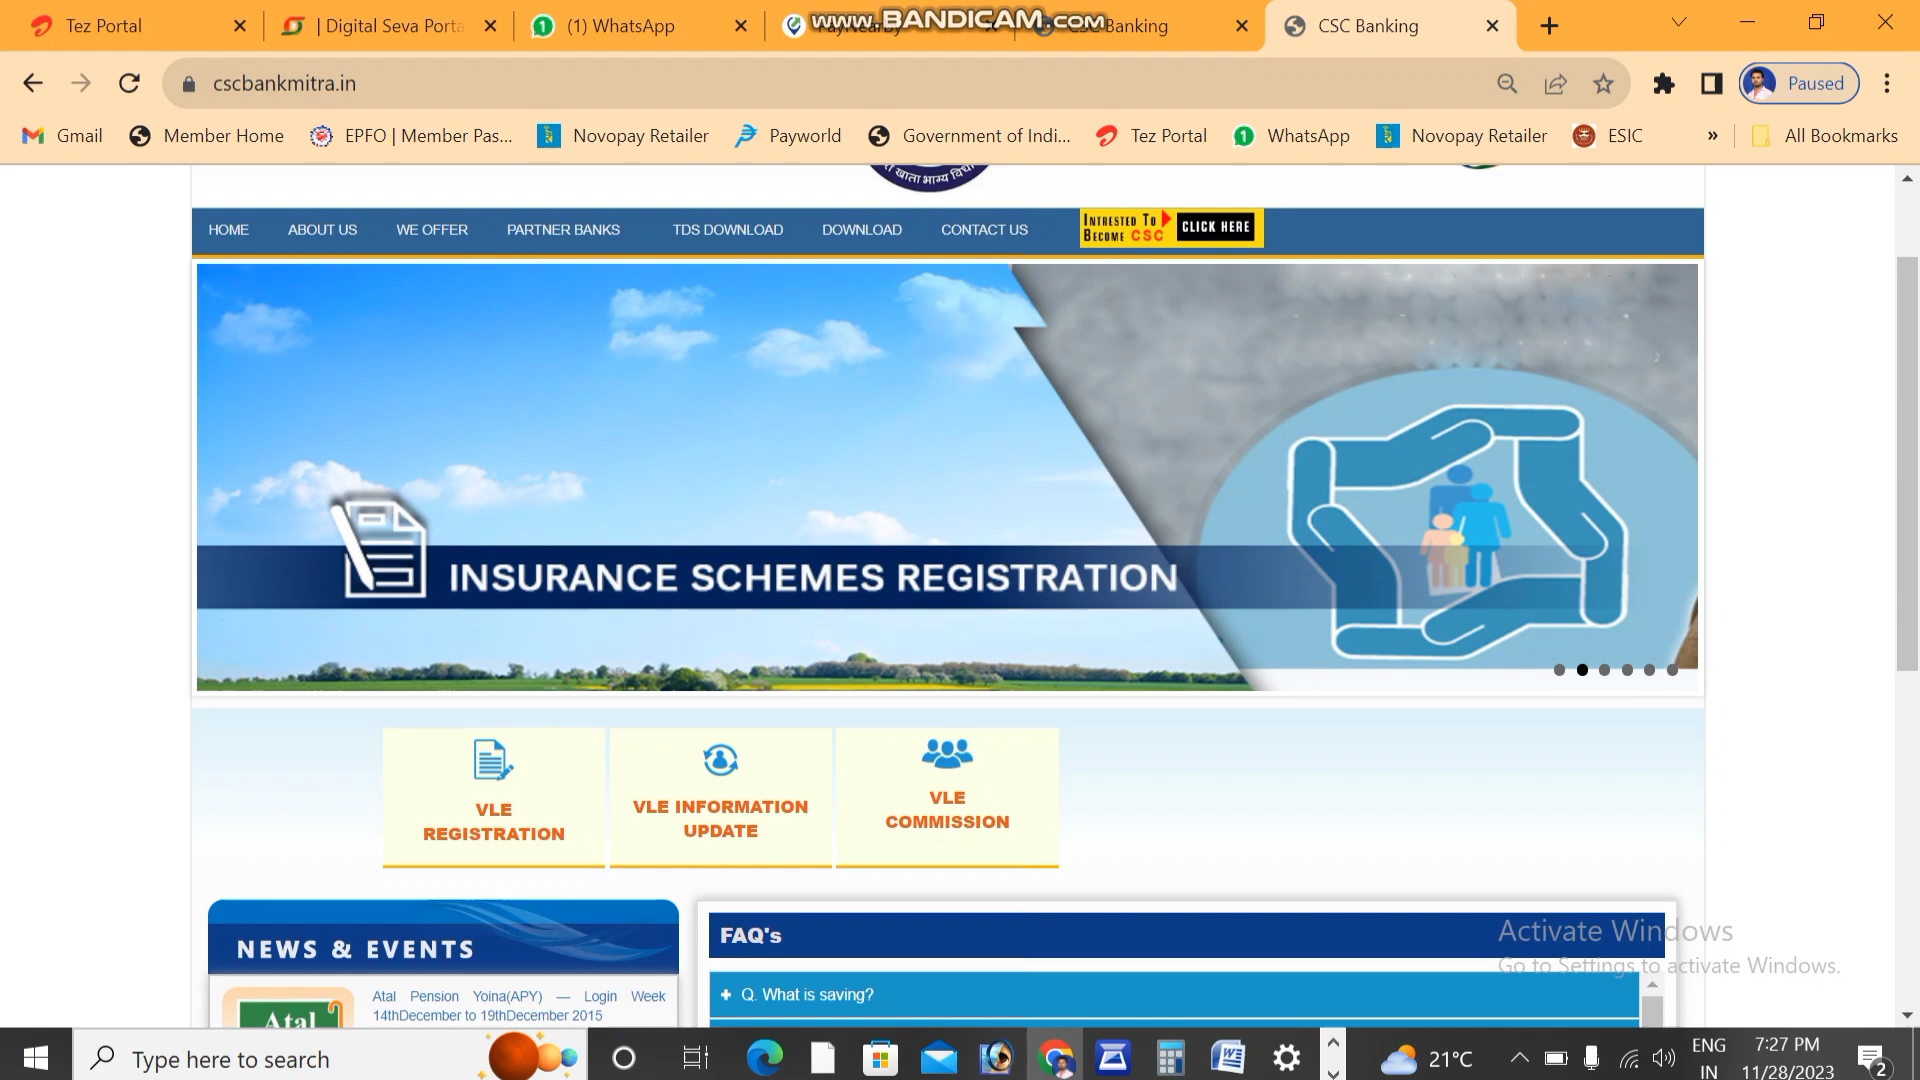 Tez Portal
| Digital Seva Porta
(1) WhatsApp
PayNearby
CSC Banking
CSC Banking
www.BANDICAM.com
cscbankmitra.in
Paused
Gmail
Member Home
EPFO | Member Pas...
Novopay Retailer
Payworld
Government of Indi...
Tez Portal
WhatsApp
Novopay Retailer
ESIC
»
All Bookmarks
खाता भाग्य विधा
HOME
ABOUT US
WE OFFER
PARTNER BANKS
TDS DOWNLOAD
DOWNLOAD
CONTACT US
INTRESTED TO
BECOME CSC
CLICK HERE
INSURANCE SCHEMES REGISTRATION
VLE
REGISTRATION
VLE INFORMATION
UPDATE
VLE
COMMISSION
NEWS & EVENTS
Atal
Atal Pension Yoina(APY) — Login Week
14thDecember to 19thDecember 2015
FAQ's
Q. What is saving?
Activate Windows
Go to Settings to activate Windows.
Type here to search
21°C
ENG
IN
7:27 PM
11/28/2023
2